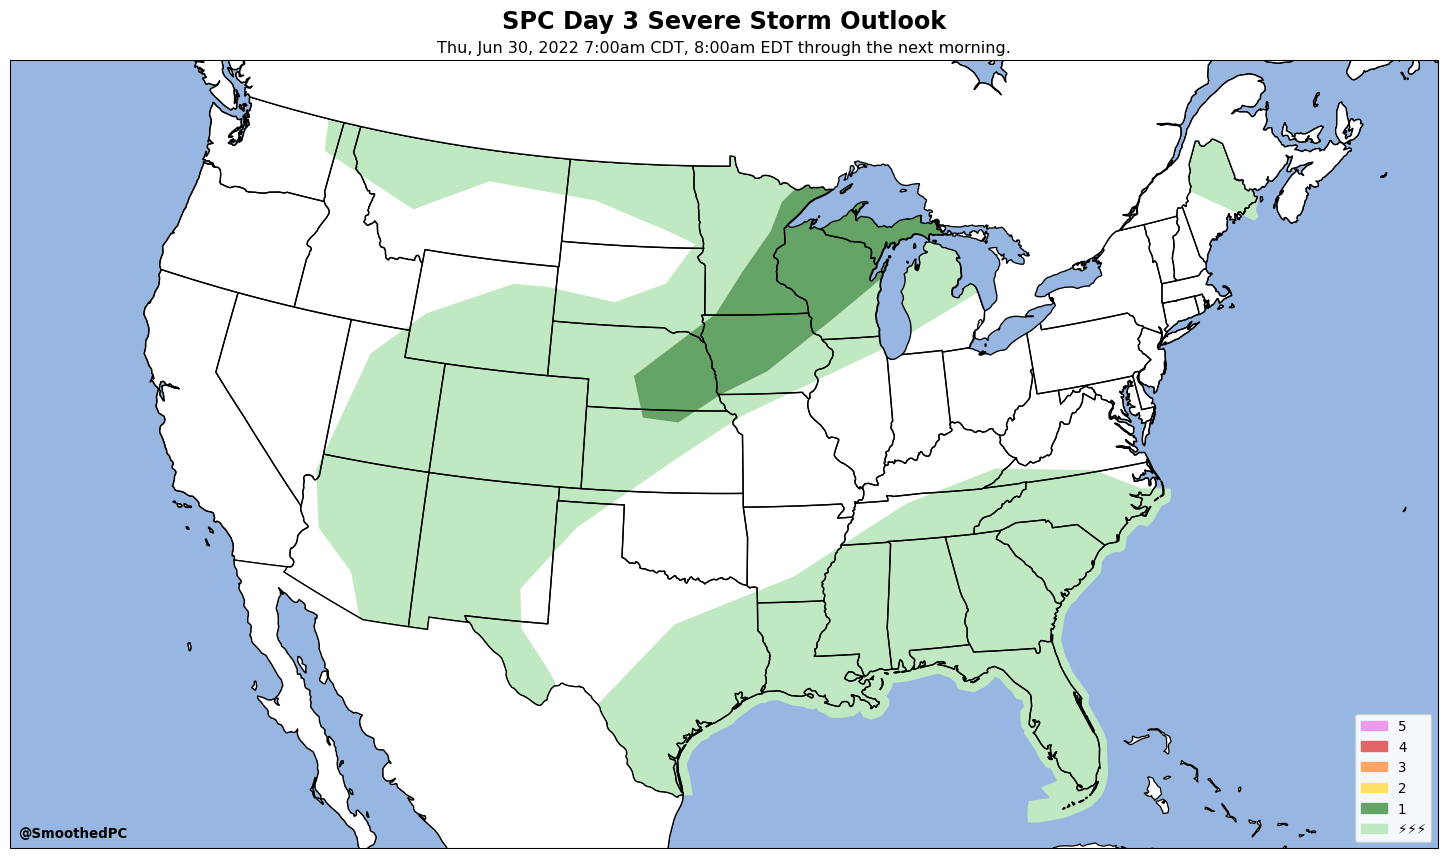 SPC Day 3 Severe Storm Outlook
Thu, Jun 30, 2022 7:00am CDT, 8:00am EDT through the next morning.
5
4
3
2
1
⚡⚡⚡
@SmoothedPC